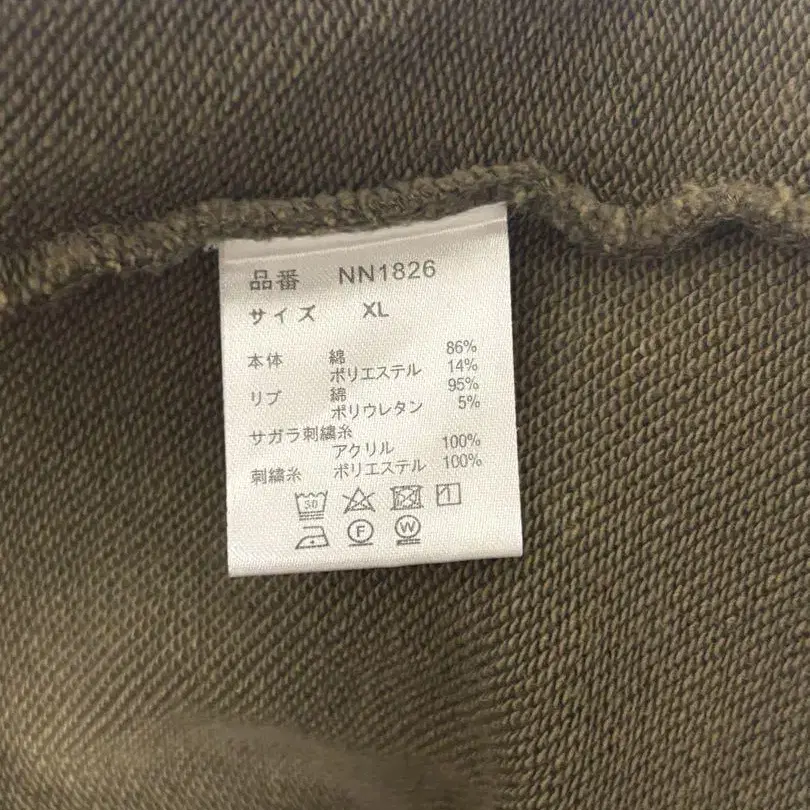 品番 NN1826
サイズ XL
本体 綿 86%
ポリエステル 14%
リブ 綿 95%
ポリウレタン 5%
サガラ刺繍糸
アクリル 100%
刺繍糸 ポリエステル 100%
30
F W